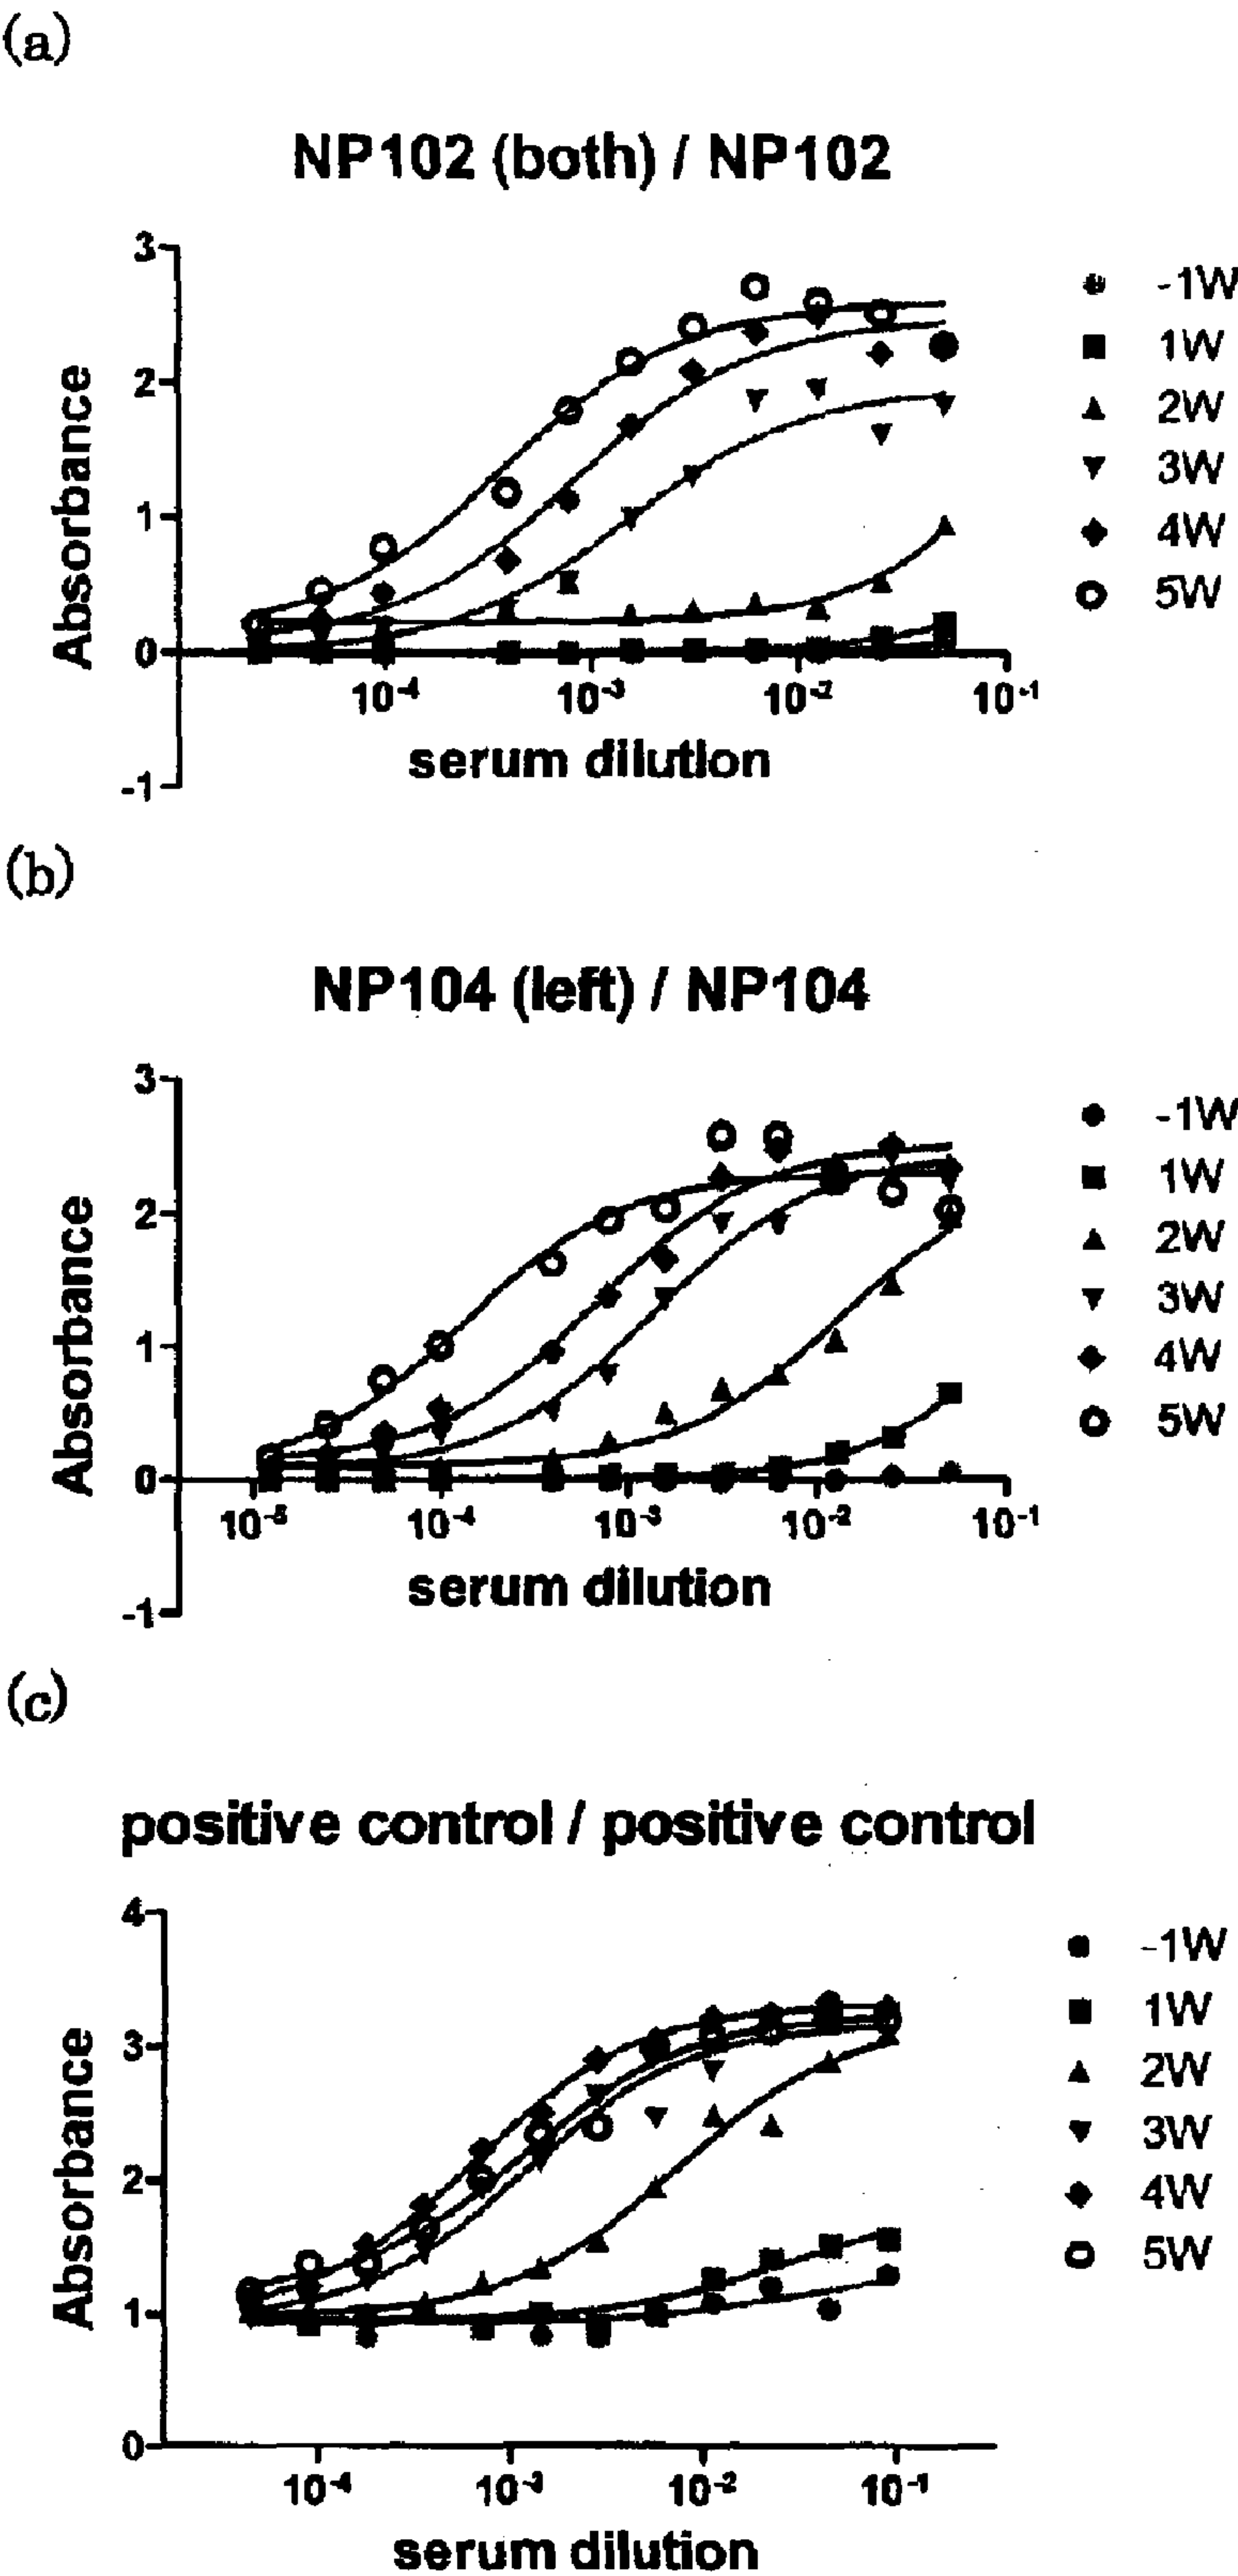 (a)
NP102 (both) / NP102
3
2
1
0
-1
Absorbance
10-4 10-3 10-2 10-1
serum dilution
-1W
1W
2W
3W
4W
5W
(b)
NP104 (left) / NP104
3
2
1
0
-1
Absorbance
10-5 10-4 10-3 10-2 10-1
serum dilution
-1W
1W
2W
3W
4W
5W
(c)
positive control / positive control
4
3
2
1
0
Absorbance
10-4 10-3 10-2 10-1
serum dilution
-1W
1W
2W
3W
4W
5W